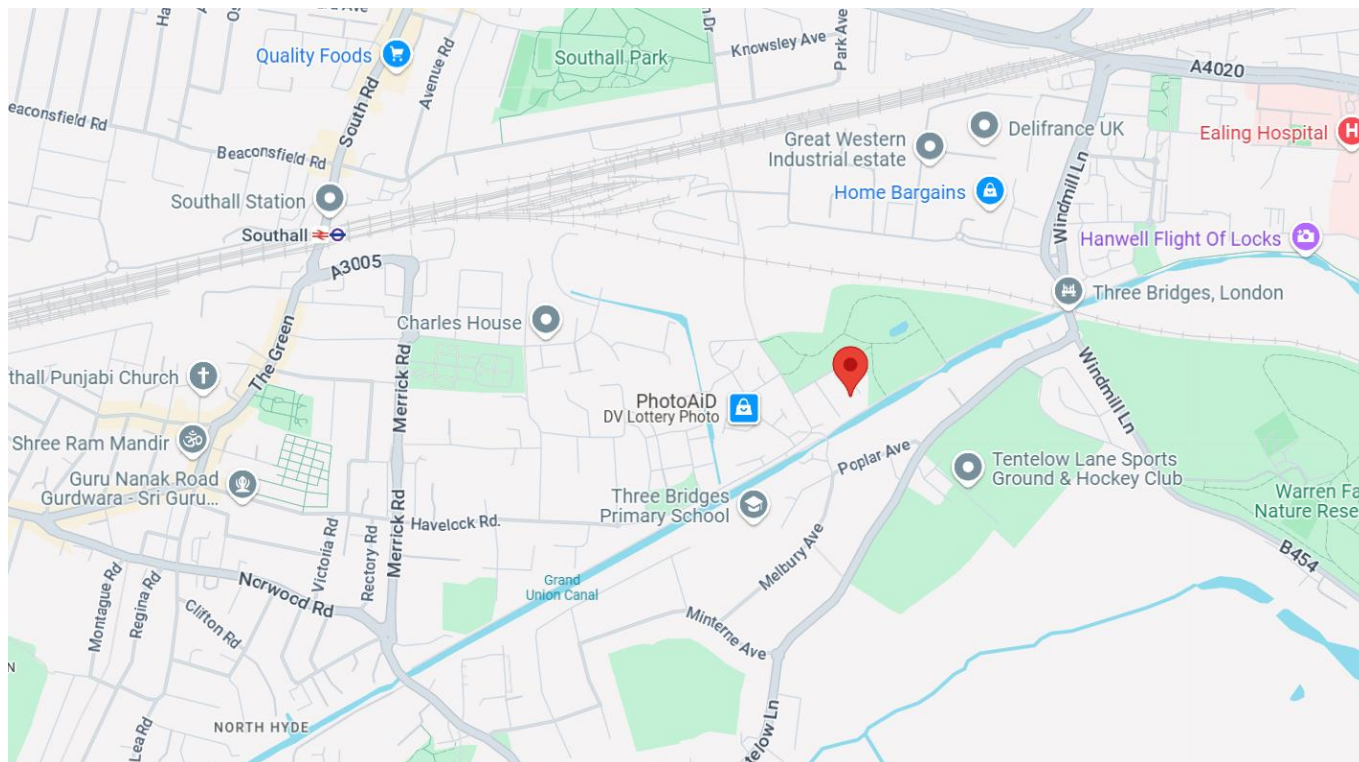 Quality Foods
Avenue Rd
South Rd
Southall Park
Knowsley Ave
Park Ave
A4020
eaconsfield Rd
Beaconsfield Rd
Great Western
Industrial estate
Delifrance UK
Ealing Hospital
H
Home Bargains
Windmill Ln
Southall Station
Southall
A3005
Hanwell Flight Of Locks
Three Bridges, London
Charles House
The Green
Merrick Rd
thall Punjabi Church
PhotoAiD
DV Lottery Photo
Windmill Ln
Shree Ram Mandir
ॐ
Poplar Ave
Tentelow Lane Sports
Ground & Hockey Club
Guru Nanak Road
Gurdwara - Sri Guru...
Three Bridges
Primary School
Warren Fa
Nature Rese
Havelock Rd.
Victoria Rd
Rectory Rd
Merrick Rd
B454
Norwood Rd
Melbury Ave
Grand
Union Canal
Montague Rd
Regina Rd
Clifton Rd
Minterne Ave
N
NORTH HYDE
Lea Rd
telow Ln